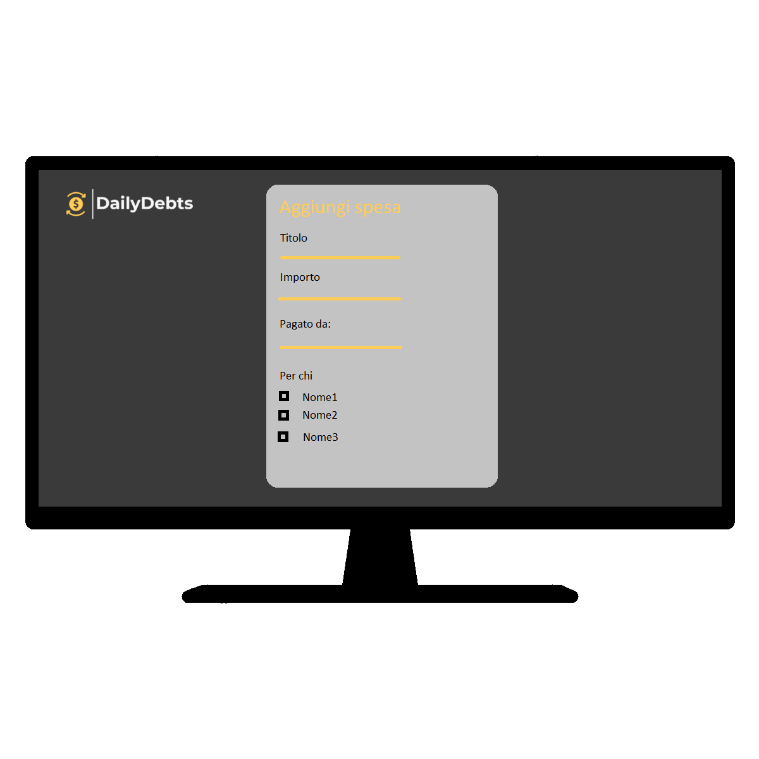 $
DailyDebts
Aggiungi spesa
Titolo
Importo
Pagato da:
Per chi
Nome1
Nome2
Nome3